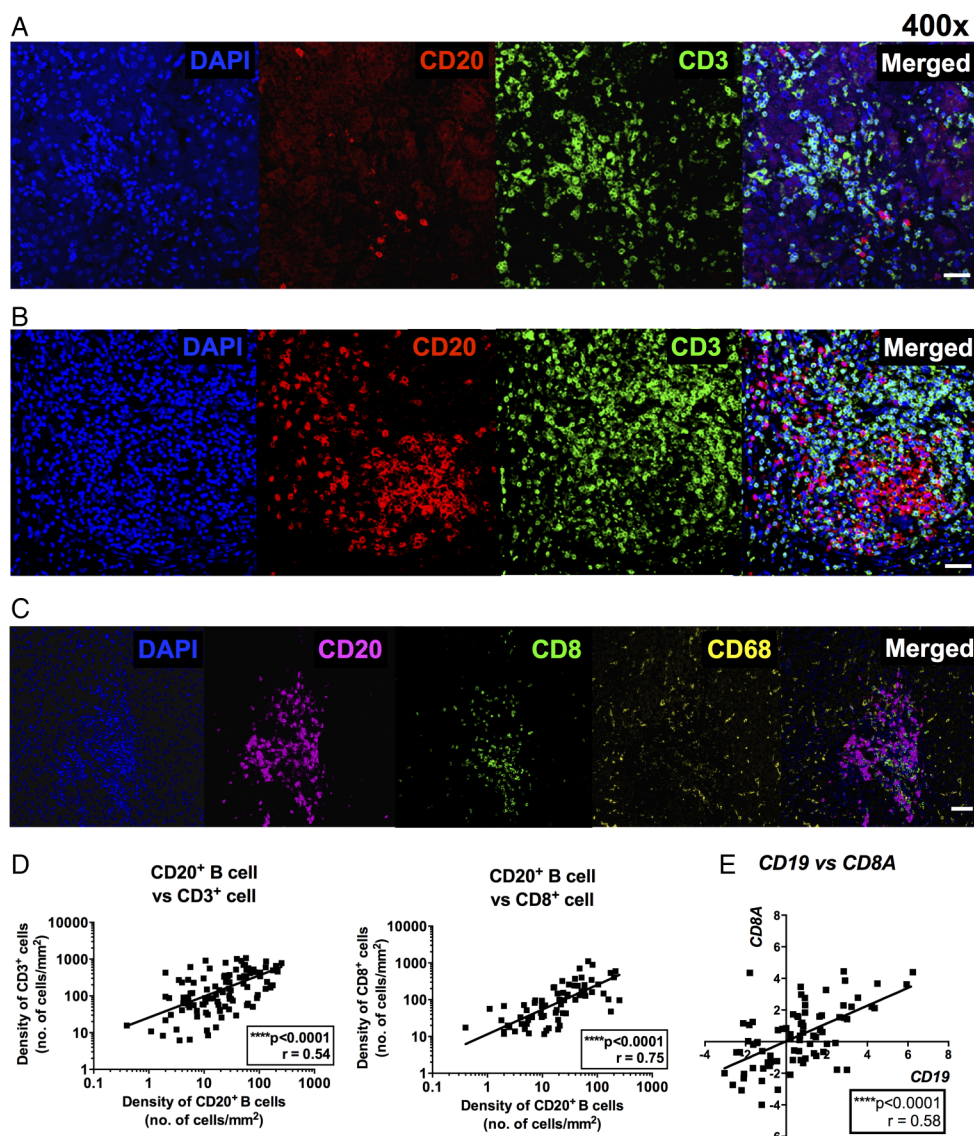 A
400x
DAPI
CD20
CD3
Merged
B
DAPI
CD20
CD3
Merged
C
DAPI
CD20
CD8
CD68
Merged
D
CD20⁺ B cell
vs CD3⁺ cell
Density of CD3⁺ cells
(no. of cells/mm²)
10000
1000
100
10
1
0.1
1
10
100
1000
****p<0.0001
r = 0.54
Density of CD20⁺ B cells
(no. of cells/mm²)
CD20⁺ B cell
vs CD8⁺ cell
Density of CD8⁺ cells
(no. of cells/mm²)
10000
1000
100
10
1
0.1
1
10
100
1000
****p<0.0001
r = 0.75
Density of CD20⁺ B cells
(no. of cells/mm²)
E
CD19 vs CD8A
CD8A
8
6
4
2
-2
-4
-6
-4
-2
0
2
4
6
8
CD19
****p<0.0001
r = 0.58